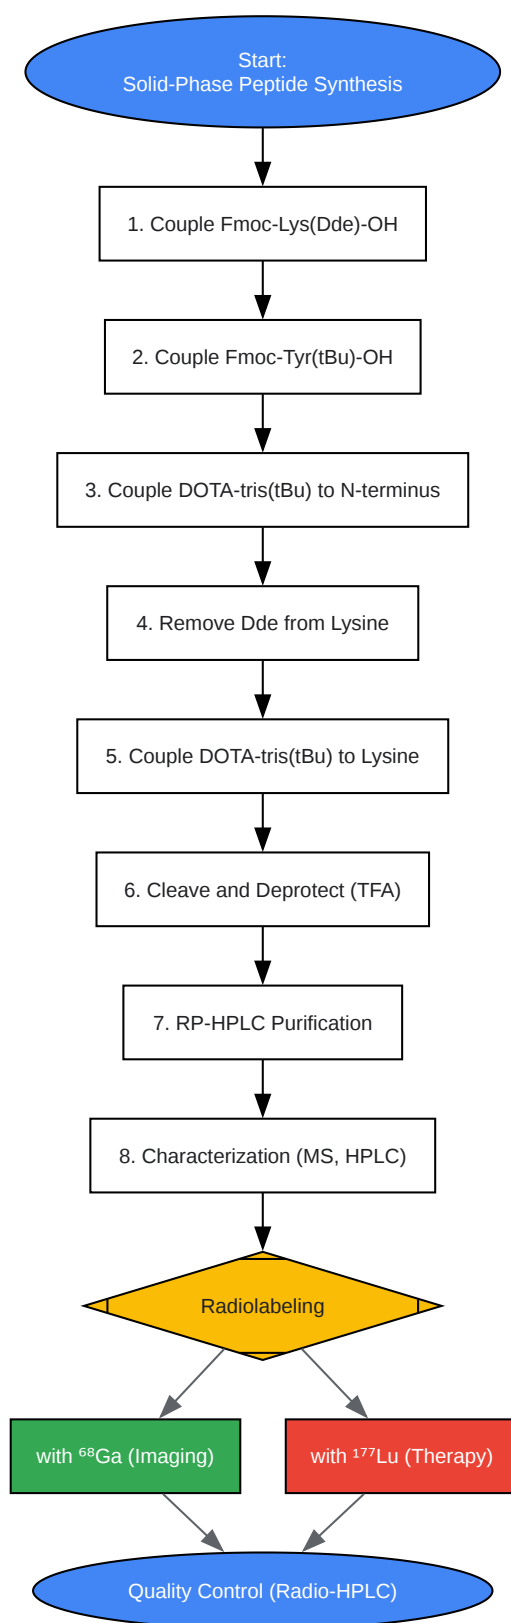 Start:
Solid-Phase Peptide Synthesis
1. Couple Fmoc-Lys(Dde)-OH
2. Couple Fmoc-Tyr(tBu)-OH
3. Couple DOTA-tris(tBu) to N-terminus
4. Remove Dde from Lysine
5. Couple DOTA-tris(tBu) to Lysine
6. Cleave and Deprotect (TFA)
7. RP-HPLC Purification
8. Characterization (MS, HPLC)
Radiolabeling
with ⁶⁸Ga (Imaging)
with ¹⁷⁷Lu (Therapy)
Quality Control (Radio-HPLC)